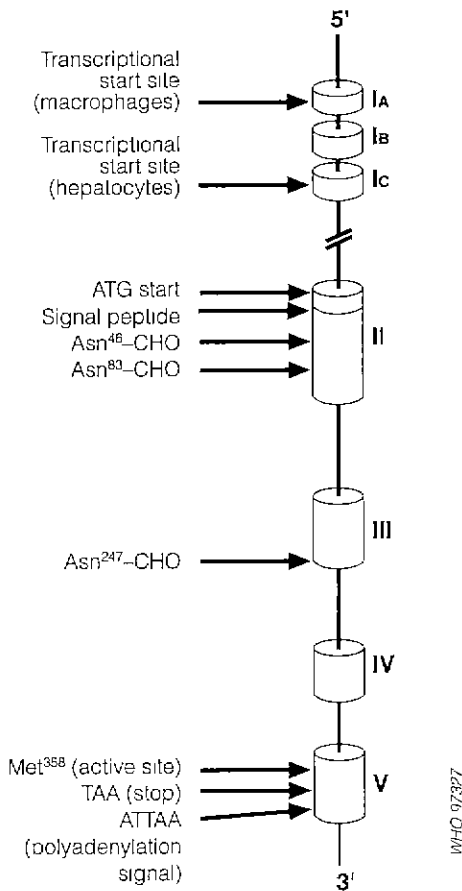 5'
Transcriptional
start site
(macrophages)
IA
IB
Transcriptional
start site
(hepatocytes)
IC
ATG start
Signal peptide
II
Asn⁴⁶–CHO
Asn⁸³–CHO
III
Asn²⁴⁷–CHO
IV
Met³⁵⁸ (active site)
TAA (stop)
V
ATTAA
(polyadenylation
signal)
3'
WHO 97327